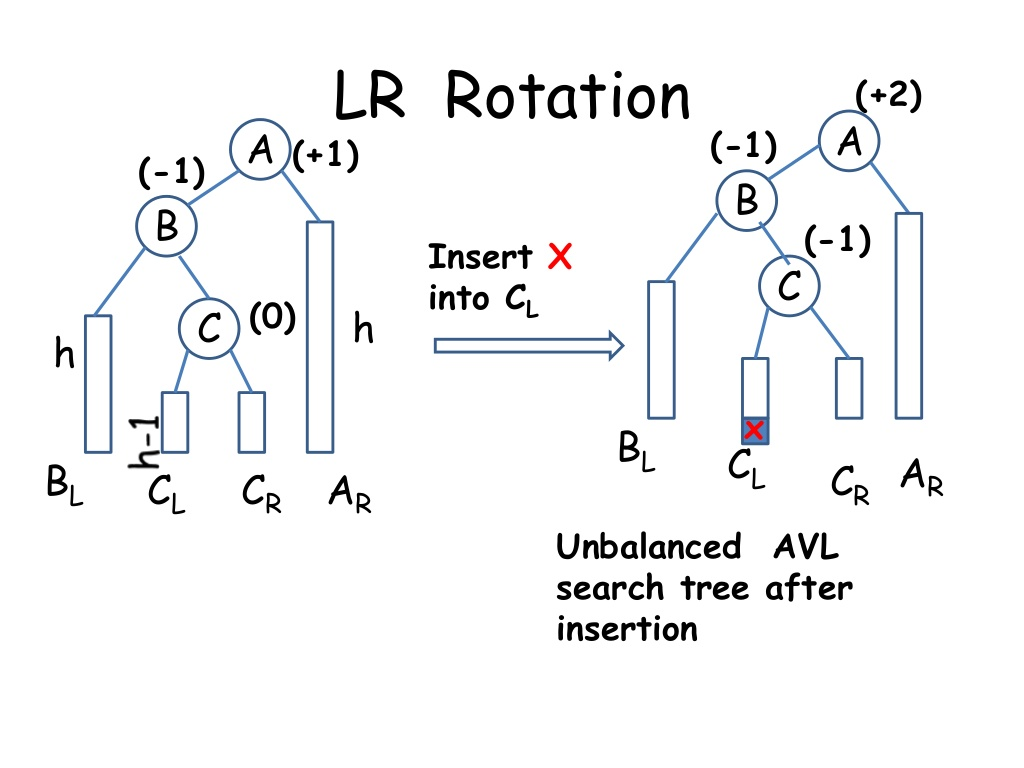 LR Rotation
A
(+1)
(-1)
B
C
(0)
h
h
h-1
B_L
C_L
C_R
A_R
Insert X
into C_L
(+2)
A
(-1)
B
(-1)
C
x
B_L
C_L
C_R
A_R
Unbalanced AVL
search tree after
insertion